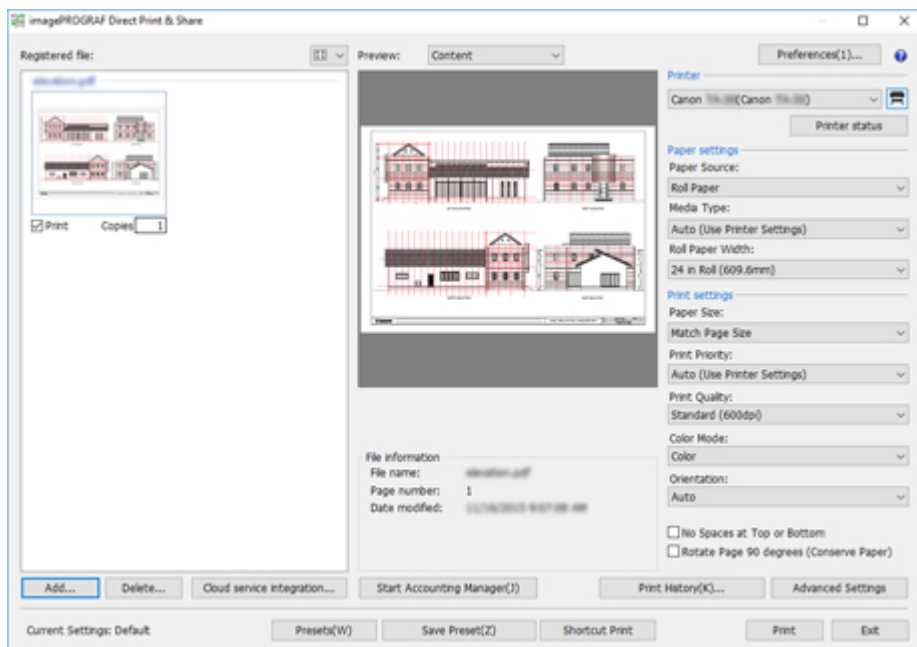 imagePROGRAF Direct Print & Share
Registered file:
Preview:
Content
Preferences(1)...
Printer
Canon (Canon )
Printer status
Paper settings
Paper Source:
Roll Paper
Media Type:
Auto (Use Printer Settings)
Roll Paper Width:
24 in Roll (609.6mm)
Print settings
Paper Size:
Match Page Size
Print Priority:
Auto (Use Printer Settings)
Print Quality:
Standard (600dpi)
Color Mode:
Color
Orientation:
Auto
No Spaces at Top or Bottom
Rotate Page 90 degrees (Conserve Paper)
Print
Copies
1
File information
File name:
Page number:
1
Date modified:
Add...
Delete...
Cloud service integration...
Start Accounting Manager(J)
Print History(K)...
Advanced Settings
Current Settings: Default
Presets(W)
Save Preset(Z)
Shortcut Print
Print
Exit